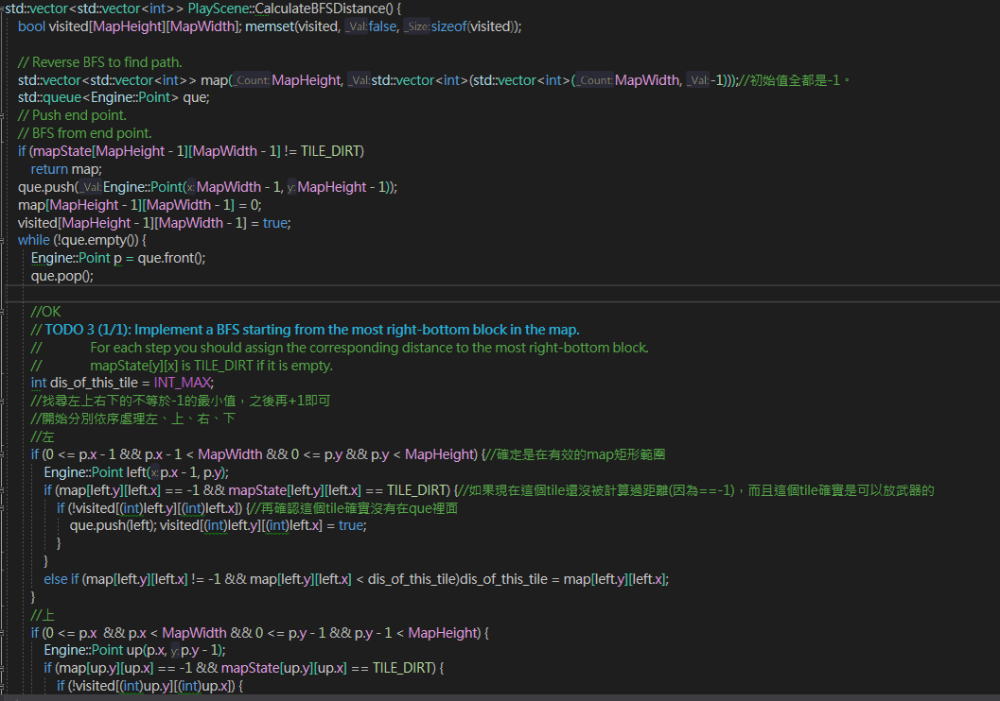 std::vector<std::vector<int>> PlayScene::CalculateBFSDistance() {
bool visited[MapHeight][MapWidth]; memset(visited, _Val:false, _Size:sizeof(visited));
// Reverse BFS to find path.
std::vector<std::vector<int>> map(_Count:MapHeight, _Val:std::vector<int>(std::vector<int>(_Count:MapWidth, _Val:-1)));//初始值全都是-1。
std::queue<Engine::Point> que;
// Push end point.
// BFS from end point.
if (mapState[MapHeight - 1][MapWidth - 1] != TILE_DIRT)
return map;
que.push(_Val:Engine::Point(x:MapWidth - 1, y:MapHeight - 1));
map[MapHeight - 1][MapWidth - 1] = 0;
visited[MapHeight - 1][MapWidth - 1] = true;
while (!que.empty()) {
Engine::Point p = que.front();
que.pop();
//OK
// TODO 3 (1/1): Implement a BFS starting from the most right-bottom block in the map.
// For each step you should assign the corresponding distance to the most right-bottom block.
// mapState[y][x] is TILE_DIRT if it is empty.
int dis_of_this_tile = INT_MAX;
//找尋左上右下的不等於-1的最小值，之後再+1即可
//開始分別依序處理左、上、右、下
//左
if (0 <= p.x - 1 && p.x - 1 < MapWidth && 0 <= p.y && p.y < MapHeight) {//確定是在有效的map矩形範圍
Engine::Point left(x:p.x - 1, p.y);
if (map[left.y][left.x] == -1 && mapState[left.y][left.x] == TILE_DIRT) {//如果現在這個tile還沒被計算過距離(因為==-1)，而且這個tile確實是可以放武器的
if (!visited[(int)left.y][(int)left.x]) {//再確認這個tile確實沒有在que裡面
que.push(left); visited[(int)left.y][(int)left.x] = true;
}
}
else if (map[left.y][left.x] != -1 && map[left.y][left.x] < dis_of_this_tile)dis_of_this_tile = map[left.y][left.x];
}
//上
if (0 <= p.x && p.x < MapWidth && 0 <= p.y - 1 && p.y - 1 < MapHeight) {
Engine::Point up(p.x, y:p.y - 1);
if (map[up.y][up.x] == -1 && mapState[up.y][up.x] == TILE_DIRT) {
if (!visited[(int)up.y][(int)up.x]) {